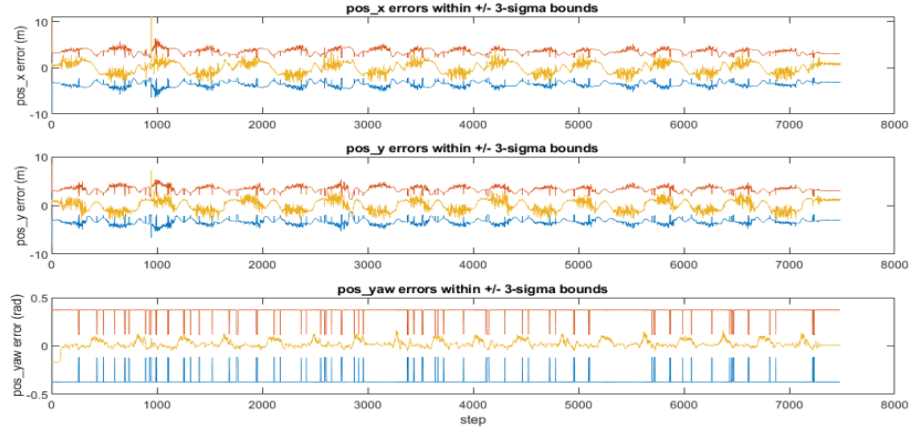 pos_x errors within +/- 3-sigma bounds
pos_x error (m)
10
0
-10
0 1000 2000 3000 4000 5000 6000 7000 8000
pos_y errors within +/- 3-sigma bounds
pos_y error (m)
10
0
-10
0 1000 2000 3000 4000 5000 6000 7000 8000
pos_yaw errors within +/- 3-sigma bounds
pos_yaw error (rad)
0.5
0
-0.5
0 1000 2000 3000 4000 5000 6000 7000 8000
step